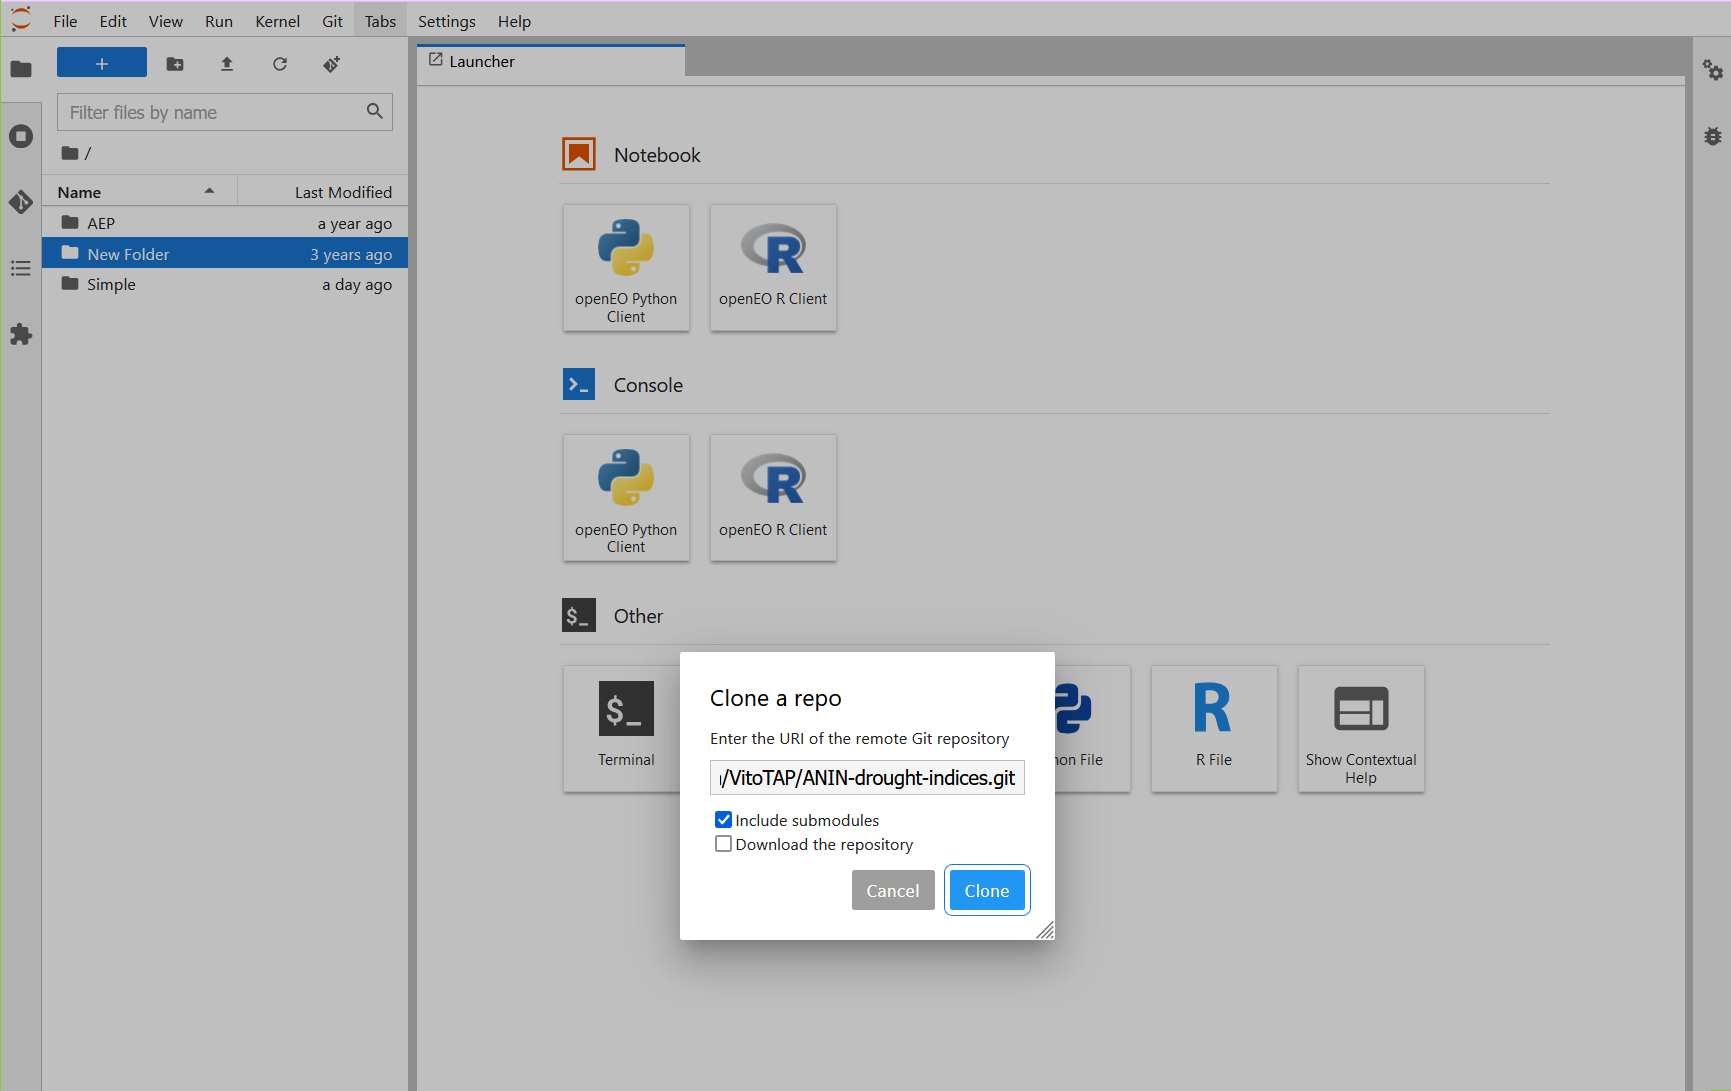 File Edit View Run Kernel Git Tabs Settings Help
+
Launcher
Filter files by name
/
Name Last Modified
AEP a year ago
New Folder 3 years ago
Simple a day ago
Notebook
openEO Python
Client
openEO R Client
Console
openEO Python
Client
openEO R Client
$_ Other
$_
Terminal
on File
R File
Show Contextual
Help
Clone a repo
Enter the URI of the remote Git repository
/VitoTAP/ANIN-drought-indices.git
Include submodules
Download the repository
Cancel Clone